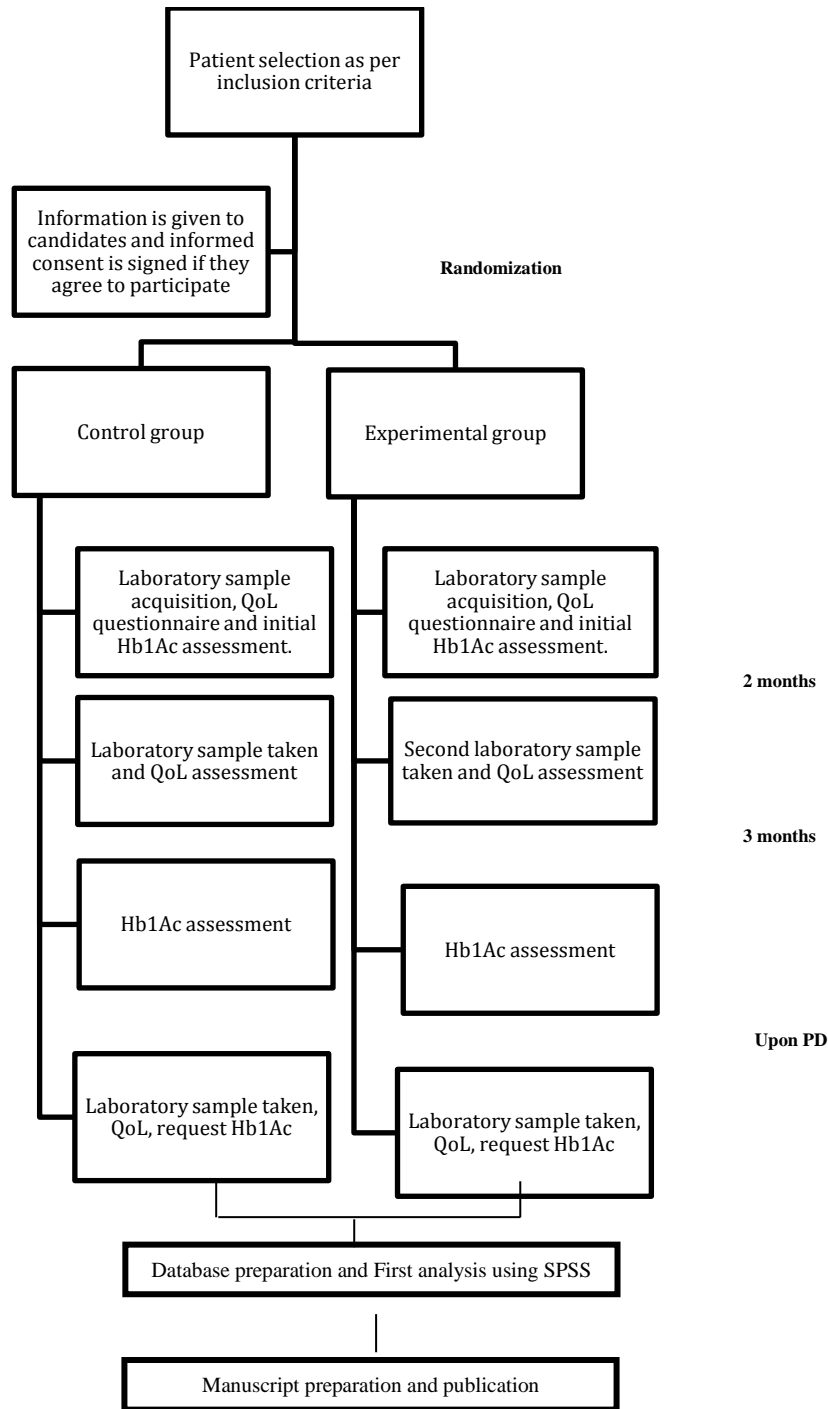 Patient selection as per
inclusion criteria
Information is given to
candidates and informed
consent is signed if they
agree to participate
Randomization
Control group
Experimental group
Laboratory sample
acquisition, QoL
questionnaire and initial
Hb1Ac assessment.
Laboratory sample
acquisition, QoL
questionnaire and initial
Hb1Ac assessment.
2 months
Laboratory sample taken
and QoL assessment
Second laboratory sample
taken and QoL assessment
3 months
Hb1Ac assessment
Hb1Ac assessment
Upon PD
Laboratory sample taken,
QoL, request Hb1Ac
Laboratory sample taken,
QoL, request Hb1Ac
Database preparation and First analysis using SPSS
Manuscript preparation and publication